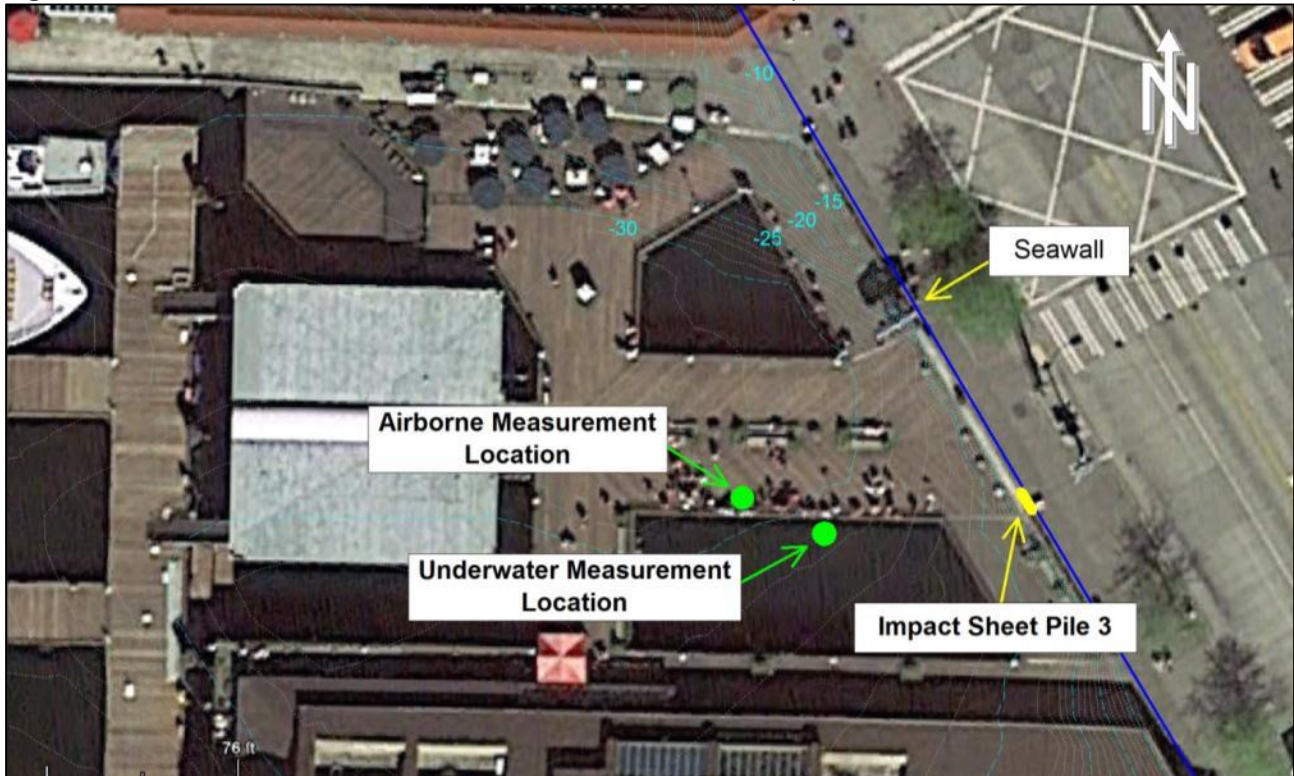 -10
N
-15
-20
-25
-30
Seawall
Airborne Measurement
Location
Underwater Measurement
Location
Impact Sheet Pile 3
76 ft